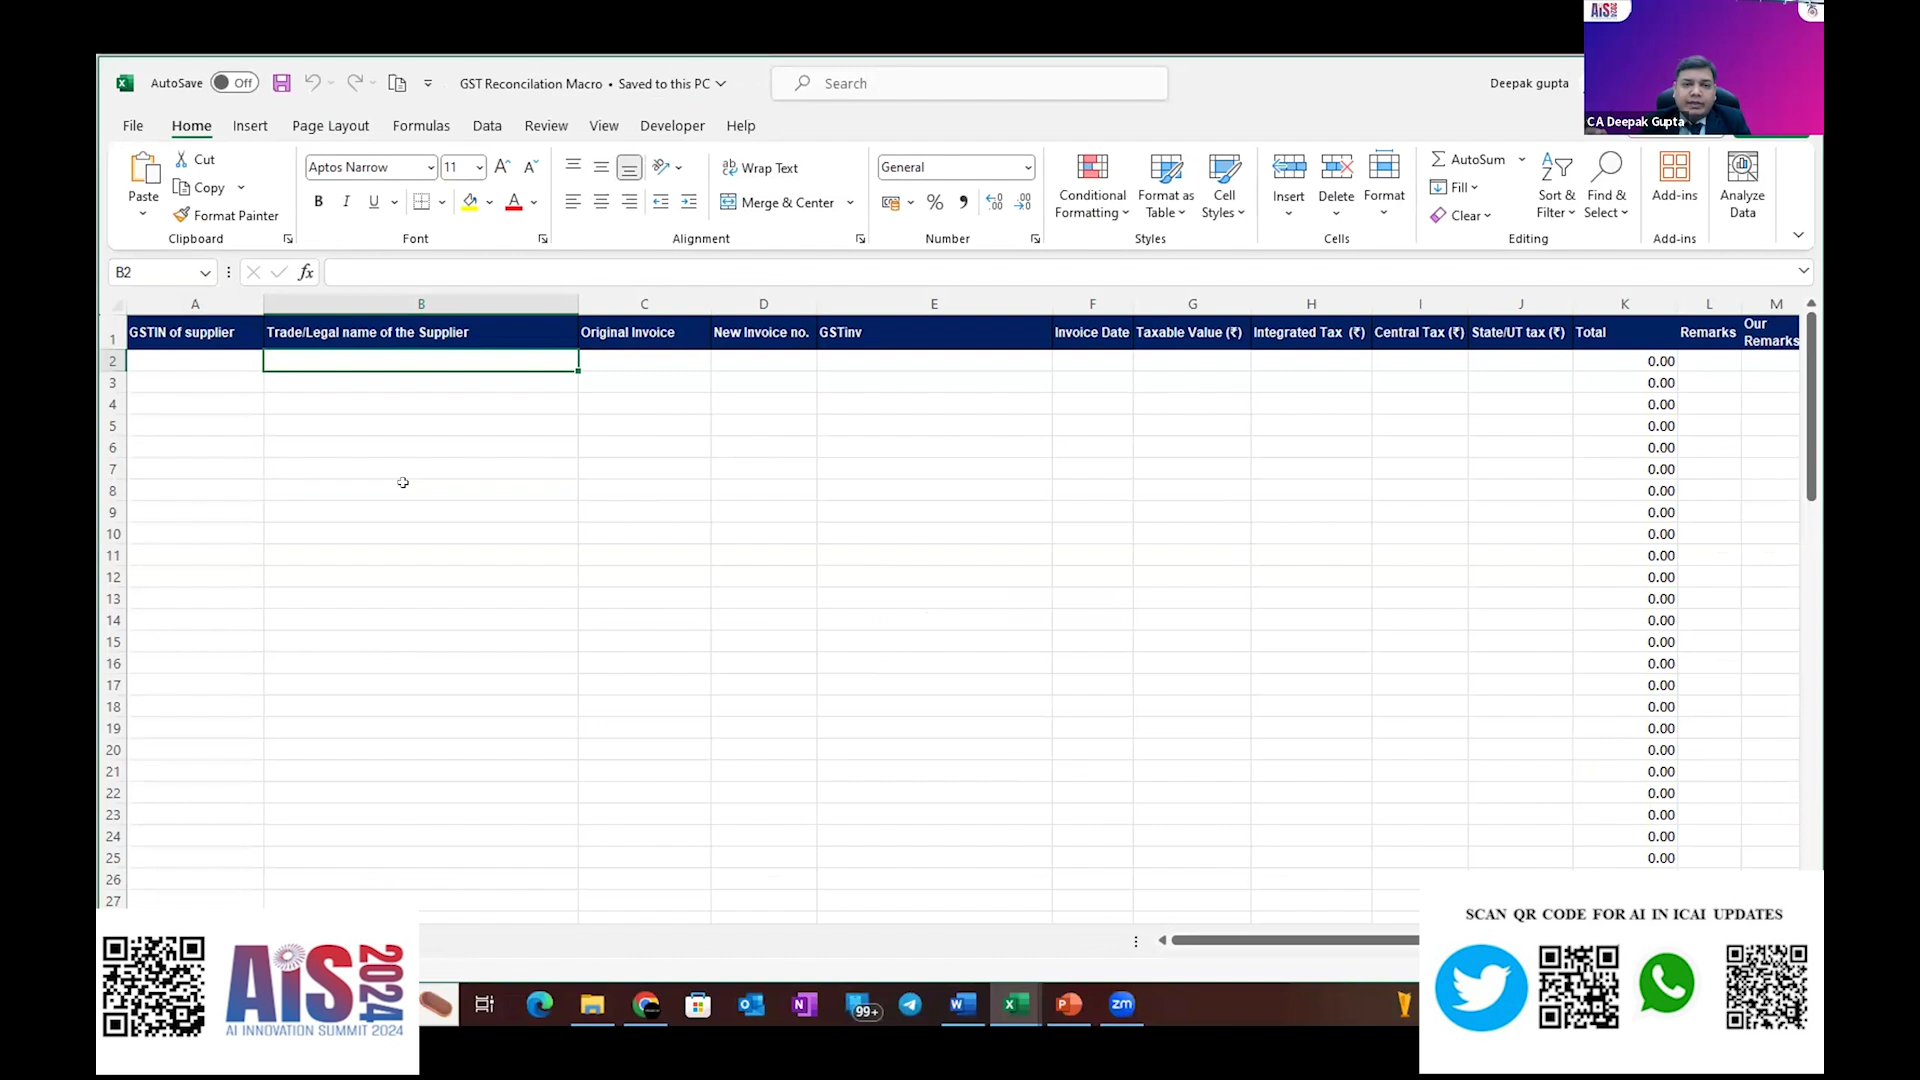 AiS 2024
CA Deepak Gupta
AutoSave Off GST Reconcilation Macro • Saved to this PC Search Deepak gupta
File Home Insert Page Layout Formulas Data Review View Developer Help
Paste Cut Copy Format Painter Clipboard
Aptos Narrow 11 A^ A˅ B I U A Font
Wrap Text Merge & Center Alignment
General % , Number
Conditional Formatting Format as Table Cell Styles Styles
Insert Delete Format Cells
AutoSum Fill Clear Sort & Filter Find & Select Editing
Add-ins Add-ins
Analyze Data
B2 fx
A B C D E F G H I J K L M
1 GSTIN of supplier Trade/Legal name of the Supplier Original Invoice New Invoice no. GSTinv Invoice Date Taxable Value (₹) Integrated Tax (₹) Central Tax (₹) State/UT tax (₹) Total Remarks Our Remarks
2 0.00
3 0.00
4 0.00
5 0.00
6 0.00
7 0.00
8 0.00
9 0.00
10 0.00
11 0.00
12 0.00
13 0.00
14 0.00
15 0.00
16 0.00
17 0.00
18 0.00
19 0.00
20 0.00
21 0.00
22 0.00
23 0.00
24 0.00
25 0.00
26
27
AiS 2024
AI INNOVATION SUMMIT 2024
99+
zm
SCAN QR CODE FOR AI IN ICAI UPDATES